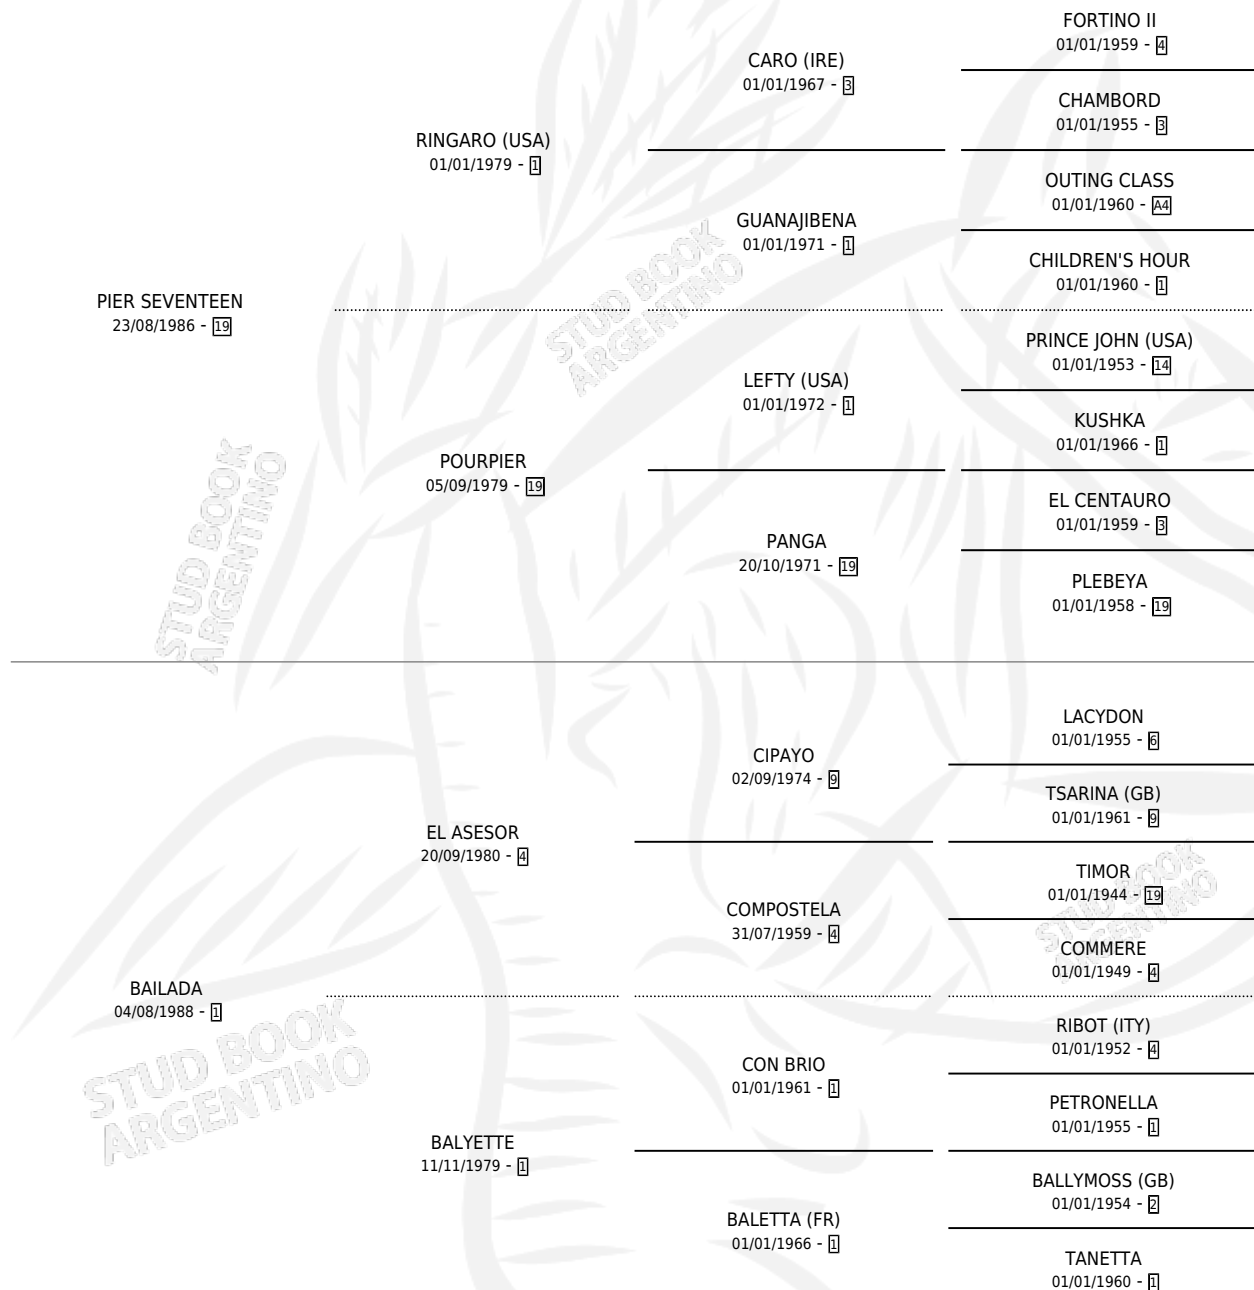 FORTINO II
01/01/1959 - 4
CARO (IRE)
01/01/1967 - 3
CHAMBORD
01/01/1955 - 3
RINGARO (USA)
01/01/1979 - 1
OUTING CLASS
01/01/1960 - A4
GUANAJIBENA
01/01/1971 - 1
CHILDREN'S HOUR
01/01/1960 - 1
PIER SEVENTEEN
23/08/1986 - 19
STUD BOOK
ARGENTINO
PRINCE JOHN (USA)
01/01/1953 - 14
LEFTY (USA)
01/01/1972 - 1
KUSHKA
01/01/1966 - 1
POURPIER
05/09/1979 - 19
EL CENTAURO
01/01/1959 - 3
PANGA
20/10/1971 - 19
PLEBEYA
01/01/1958 - 19
STUD BOOK
ARGENTINO
LACYDON
01/01/1955 - 6
CIPAYO
02/09/1974 - 9
TSARINA (GB)
01/01/1961 - 9
EL ASESOR
20/09/1980 - 4
TIMOR
01/01/1944 - 19
COMPOSTELA
31/07/1959 - 4
STUD BOOK
ARGENTINO
COMMERE
01/01/1949 - 4
BAILADA
04/08/1988 - 1
RIBOT (ITY)
01/01/1952 - 4
CON BRIO
01/01/1961 - 1
STUD BOOK
ARGENTINO
PETRONELLA
01/01/1955 - 1
BALYETTE
11/11/1979 - 1
BALLYMOSS (GB)
01/01/1954 - 2
BALETTA (FR)
01/01/1966 - 1
TANETTA
01/01/1960 - 1